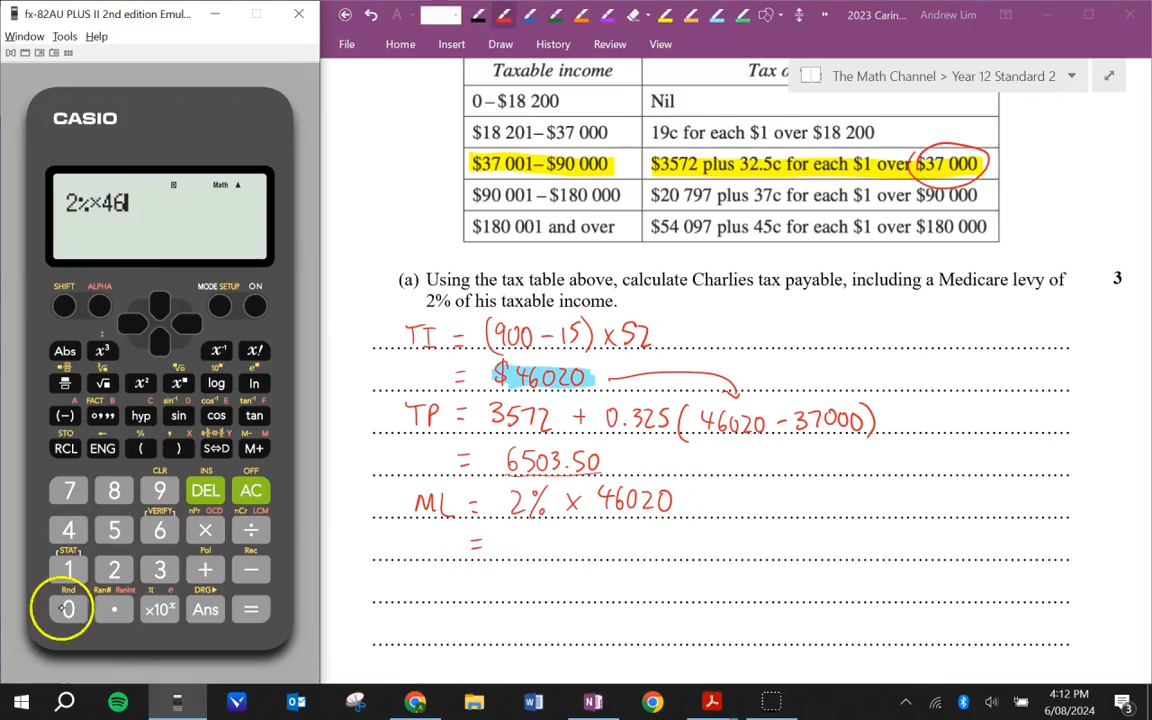 fx-82AU PLUS II 2nd edition Emul...
Window Tools Help
CASIO
Math
2%×46
SHIFT ALPHA MODE SETUP ON
Abs x³ x⁻¹ x!
x² log ln
(−) hyp sin cos tan
RCL ENG ( ) S⇔D M+
7 8 9 DEL AC
4 5 6 × ÷
1 2 3 + −
0 • ×10ˣ Ans =
2023 Carin... Andrew Lim
File Home Insert Draw History Review View
The Math Channel > Year 12 Standard 2
Taxable income Tax o
0 – $18 200 Nil
$18 201 – $37 000 19c for each $1 over $18 200
$37 001 – $90 000 $3572 plus 32.5c for each $1 over $37 000
$90 001 – $180 000 $20 797 plus 37c for each $1 over $90 000
$180 001 and over $54 097 plus 45c for each $1 over $180 000
(a) Using the tax table above, calculate Charlies tax payable, including a Medicare levy of 3
2% of his taxable income.
TI = (900 − 15) × 52
= $46020
TP = 3572 + 0.325 (46020 − 37000)
= 6503.50
ML = 2% × 46020
=
4:12 PM
6/08/2024
3